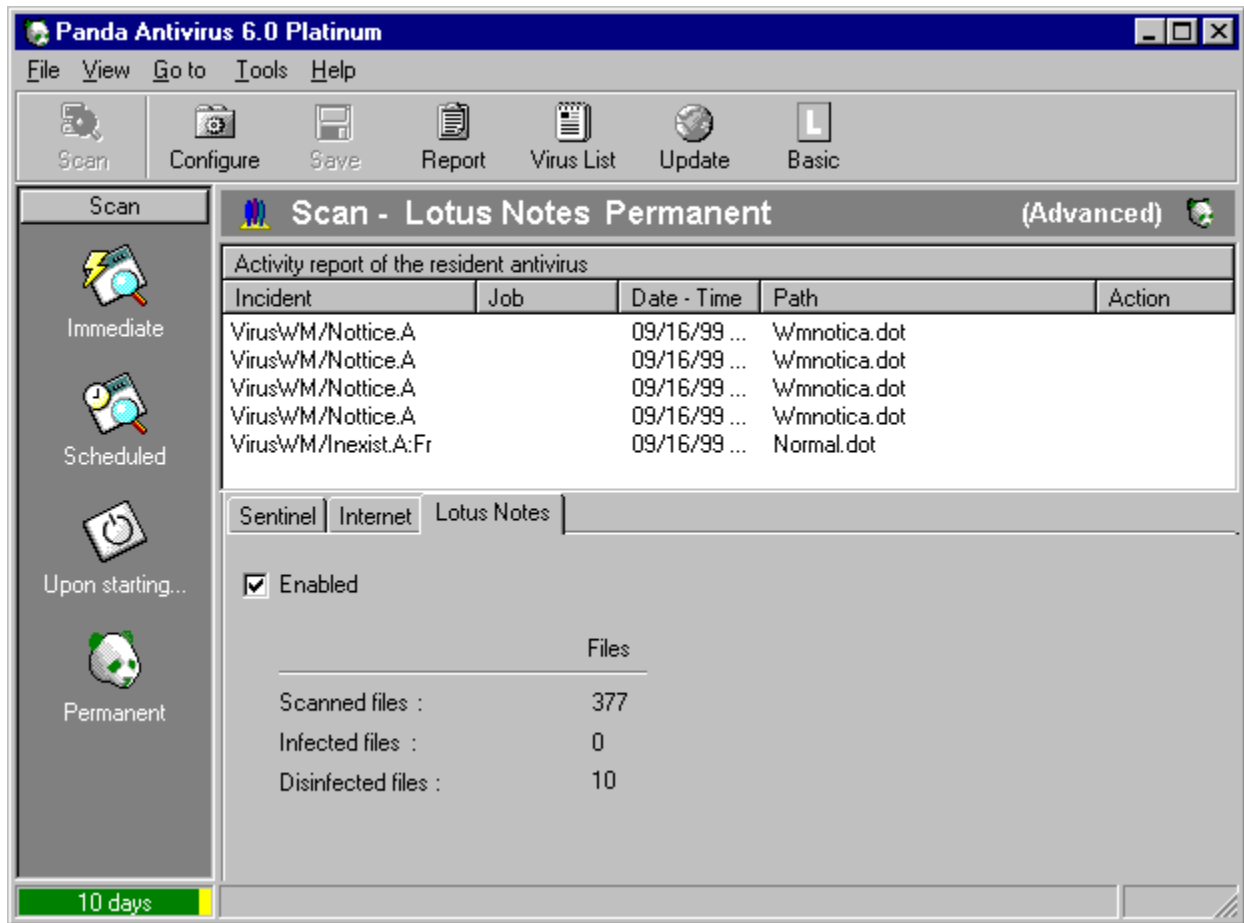 Panda Antivirus 6.0 Platinum
File View Go to Tools Help
Scan Configure Save Report Virus List Update Basic
Scan
Scan - Lotus Notes Permanent (Advanced)
Activity report of the resident antivirus
Incident Job Date - Time Path Action
VirusWM/Nottice.A 09/16/99 ... Wmnotica.dot
VirusWM/Nottice.A 09/16/99 ... Wmnotica.dot
VirusWM/Nottice.A 09/16/99 ... Wmnotica.dot
VirusWM/Nottice.A 09/16/99 ... Wmnotica.dot
VirusWM/Inexist.A:Fr 09/16/99 ... Normal.dot
Immediate
Scheduled
Upon starting...
Permanent
Sentinel Internet Lotus Notes
Enabled
Files
Scanned files : 377
Infected files : 0
Disinfected files : 10
10 days